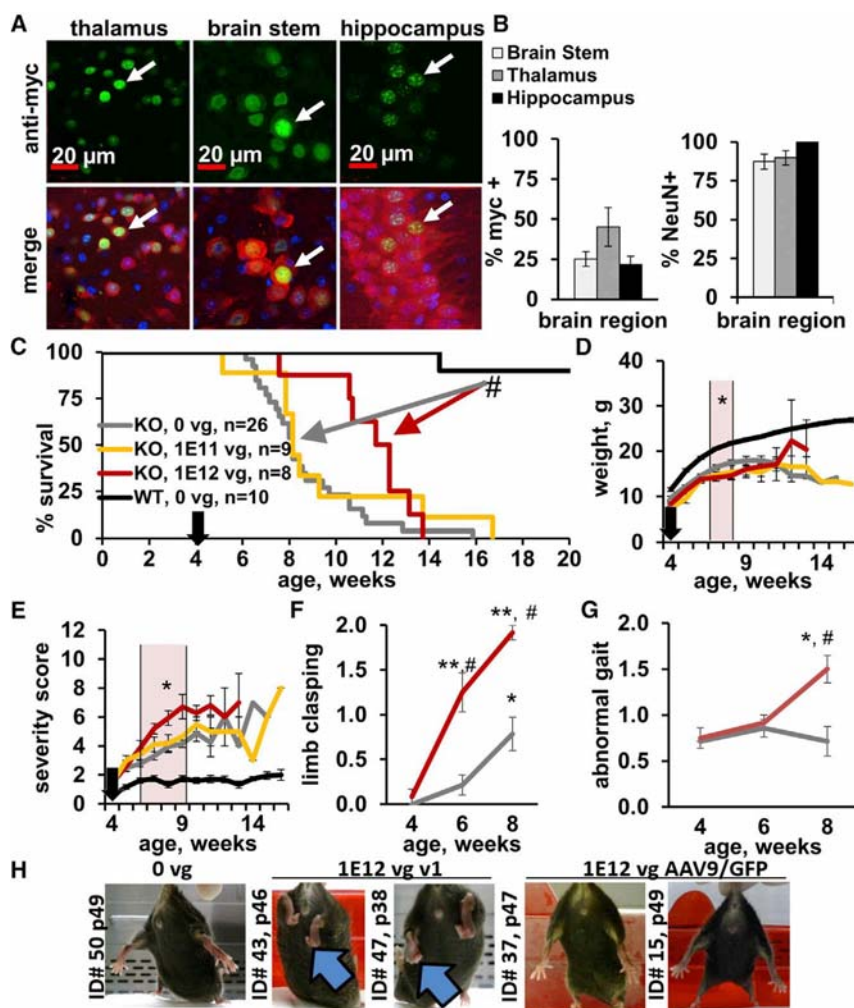 A
thalamus brain stem hippocampus
anti-myc
20 µm 20 µm 20 µm
merge
B
Brain Stem
Thalamus
Hippocampus
% myc +
100
75
50
25
0
brain region
% NeuN+
100
75
50
25
0
brain region
C
% survival
100
75
50
25
0
#
KO, 0 vg, n=26
KO, 1E11 vg, n=9
KO, 1E12 vg, n=8
WT, 0 vg, n=10
0 2 4 6 8 10 12 14 16 18 20
age, weeks
D
weight, g
40
30
20
10
0
*
4 9 14
age, weeks
E
severity score
12
10
8
6
4
2
0
*
4 9 14
age, weeks
F
limb clasping
2.0
1.5
1.0
0.5
0.0
**,#
**, #
*
4 6 8
age, weeks
G
abnormal gait
2.0
1.5
1.0
0.5
0.0
*, #
4 6 8
age, weeks
H
0 vg 1E12 vg v1 1E12 vg AAV9/GFP
ID# 50 p49
ID# 43, p46
ID# 47, p38
ID# 37, p47
ID# 15, p49